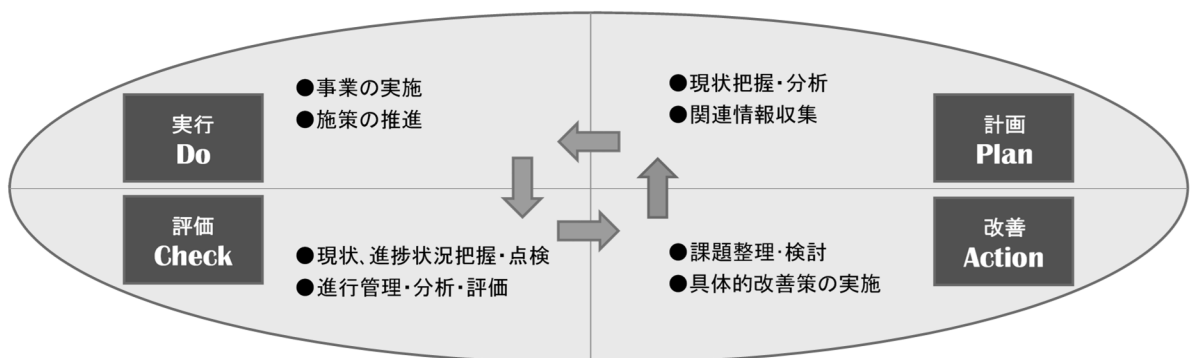 実行
Do
●事業の実施
●施策の推進
●現状把握・分析
●関連情報収集
計画
Plan
評価
Check
●現状、進捗状況把握・点検
●進行管理・分析・評価
●課題整理・検討
●具体的改善策の実施
改善
Action